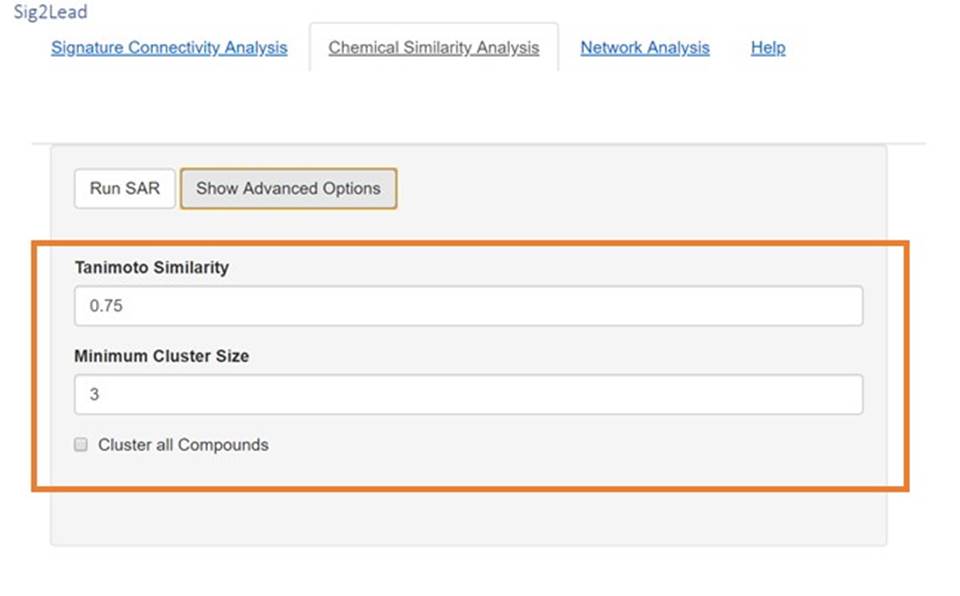 Sig2Lead
Signature Connectivity Analysis Chemical Similarity Analysis Network Analysis Help
Run SAR Show Advanced Options
Tanimoto Similarity
0.75
Minimum Cluster Size
3
Cluster all Compounds